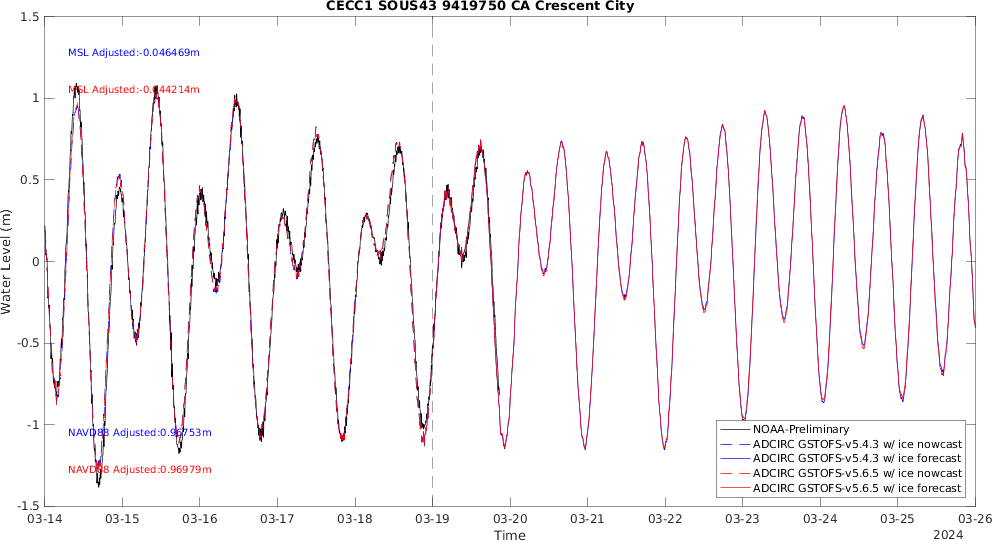 CECC1 SOUS43 9419750 CA Crescent City
1.5
1
0.5
0
-0.5
-1
-1.5
Water Level (m)
MSL Adjusted:-0.046469m
MSL Adjusted:-0.044214m
NAVD88 Adjusted:0.96753m
NAVD88 Adjusted:0.96979m
NOAA-Preliminary
ADCIRC GSTOFS-v5.4.3 w/ ice nowcast
ADCIRC GSTOFS-v5.4.3 w/ ice forecast
ADCIRC GSTOFS-v5.6.5 w/ ice nowcast
ADCIRC GSTOFS-v5.6.5 w/ ice forecast
03-14 03-15 03-16 03-17 03-18 03-19 03-20 03-21 03-22 03-23 03-24 03-25 03-26
Time
2024